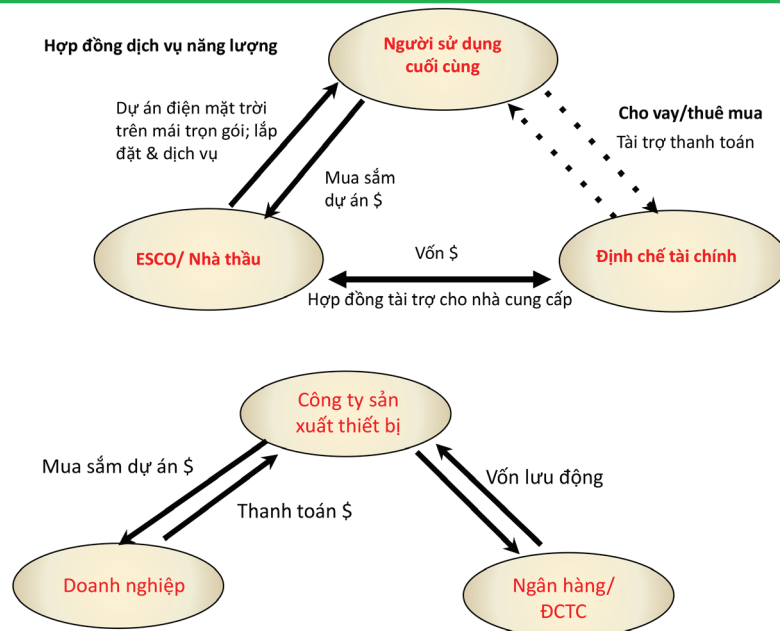 Hợp đồng dịch vụ năng lượng
Người sử dụng
cuối cùng
Dự án điện mặt trời
trên mái trọn gói; lắp
đặt & dịch vụ
Cho vay/thuê mua
Tài trợ thanh toán
Mua sắm
dự án $
ESCO/ Nhà thầu
Vốn $
Định chế tài chính
Hợp đồng tài trợ cho nhà cung cấp
Công ty sản
xuất thiết bị
Mua sắm dự án $
Vốn lưu động
Thanh toán $
Doanh nghiệp
Ngân hàng/
ĐCTC